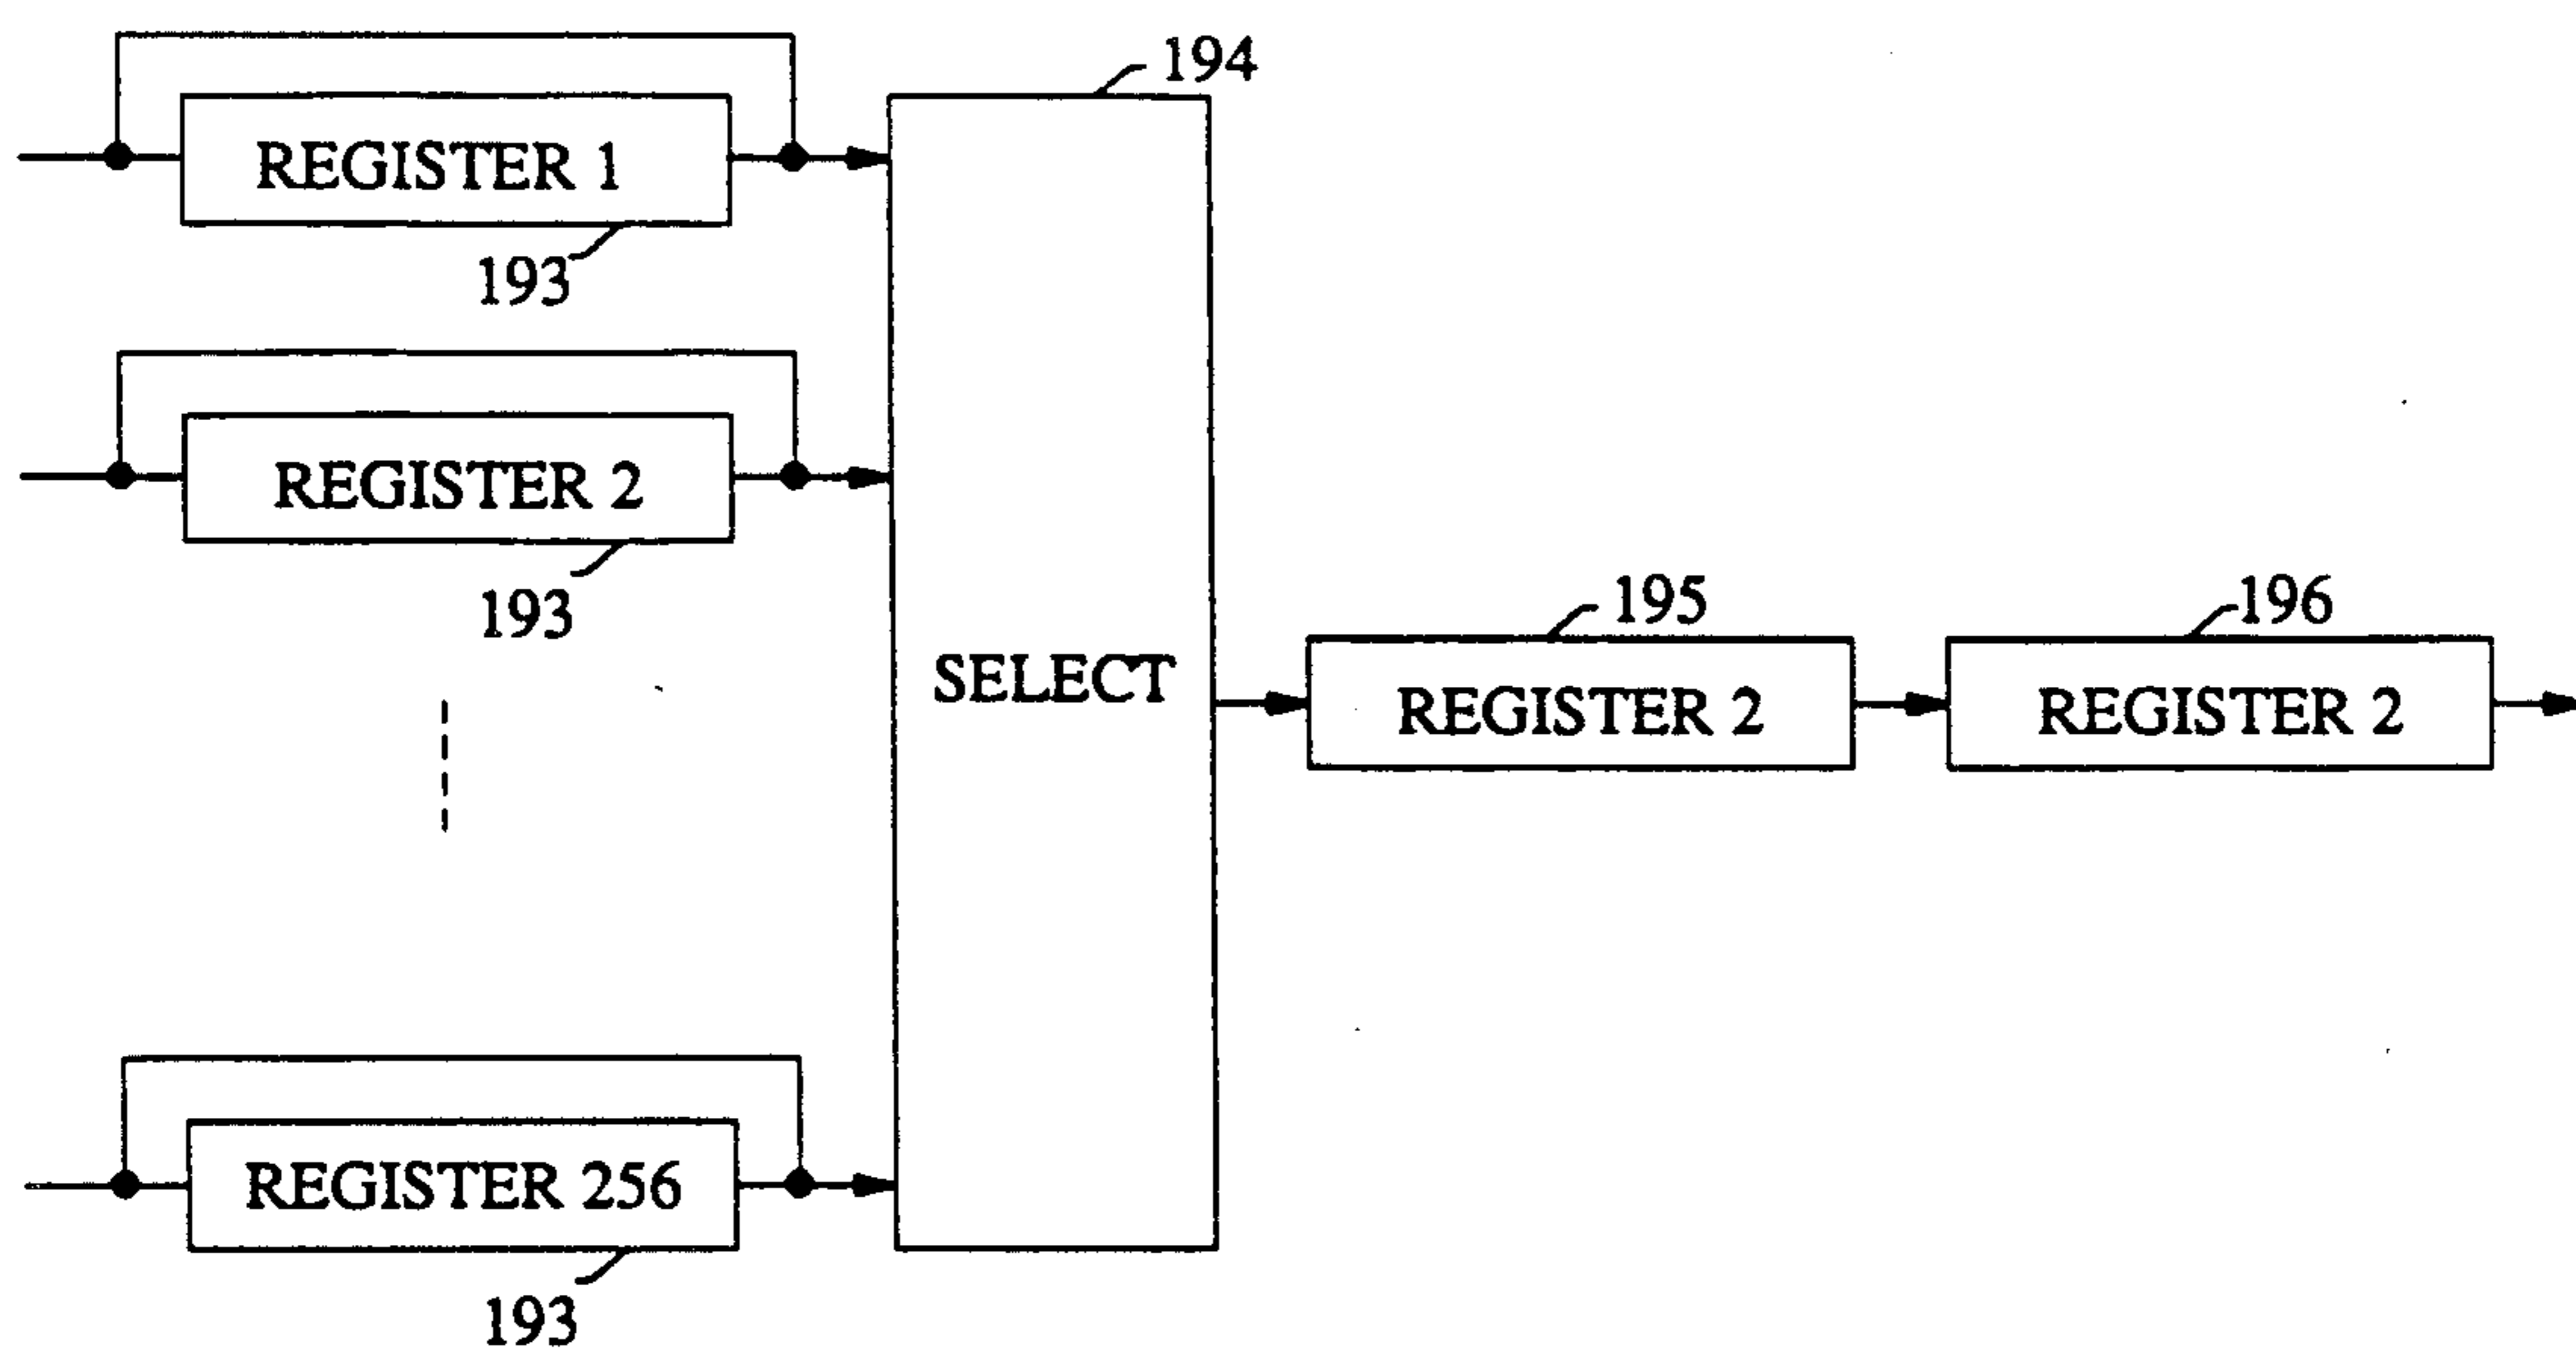 194
REGISTER 1
193
REGISTER 2
193
SELECT
195
REGISTER 2
196
REGISTER 2
REGISTER 256
193